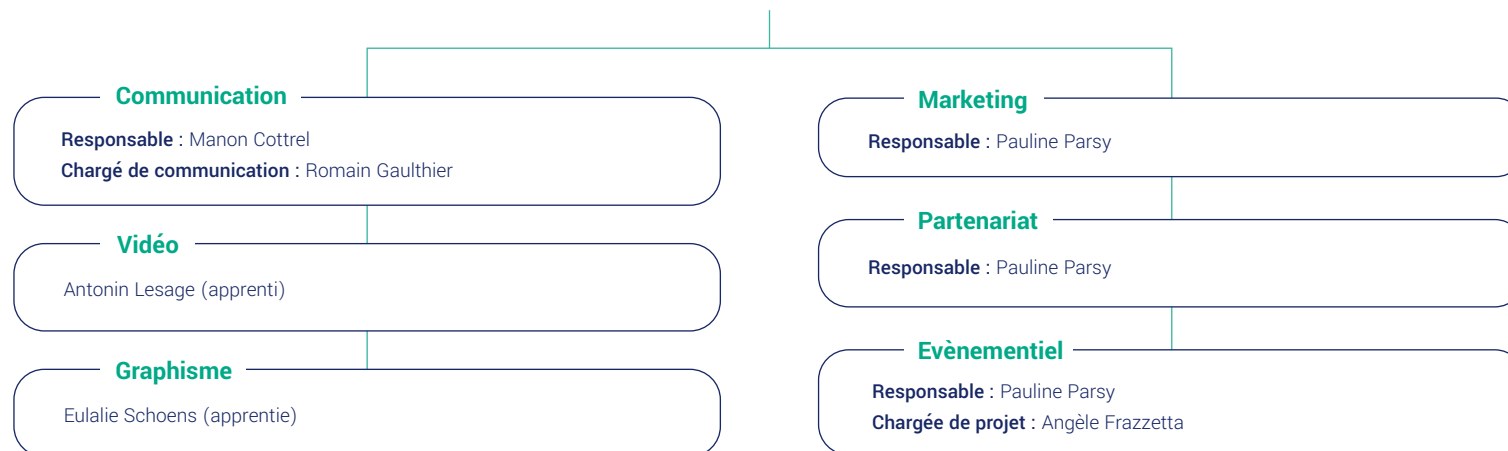 Communication
Responsable : Manon Cottrel
Chargé de communication : Romain Gaulthier
Vidéo
Antonin Lesage (apprenti)
Graphisme
Eulalie Schoens (apprentie)
Marketing
Responsable : Pauline Parsy
Partenariat
Responsable : Pauline Parsy
Evènementiel
Responsable : Pauline Parsy
Chargée de projet : Angèle Frazzetta